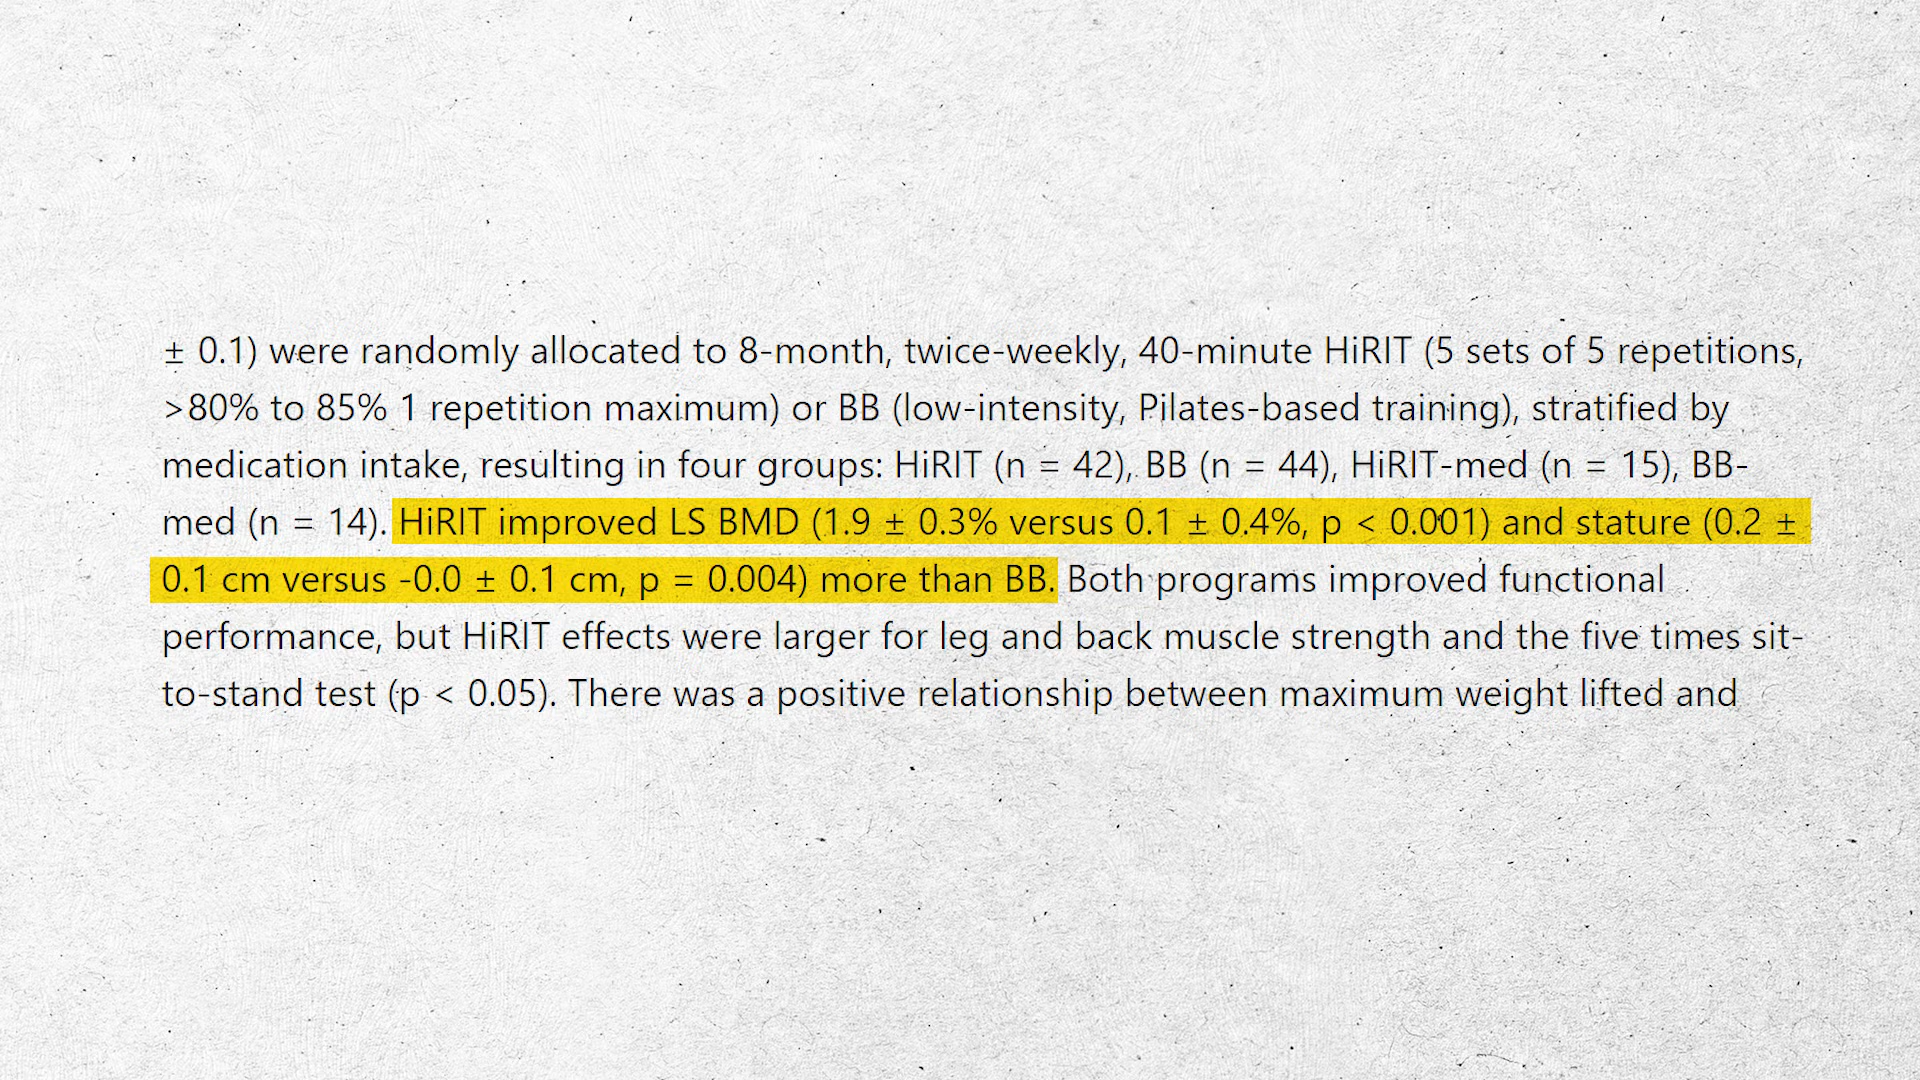 ± 0.1) were randomly allocated to 8-month, twice-weekly, 40-minute HiRIT (5 sets of 5 repetitions,
>80% to 85% 1 repetition maximum) or BB (low-intensity, Pilates-based training), stratified by
medication intake, resulting in four groups: HiRIT (n = 42), BB (n = 44), HiRIT-med (n = 15), BB-
med (n = 14). HiRIT improved LS BMD (1.9 ± 0.3% versus 0.1 ± 0.4%, p < 0.001) and stature (0.2 ±
0.1 cm versus -0.0 ± 0.1 cm, p = 0.004) more than BB. Both programs improved functional
performance, but HiRIT effects were larger for leg and back muscle strength and the five times sit-
to-stand test (p < 0.05). There was a positive relationship between maximum weight lifted and